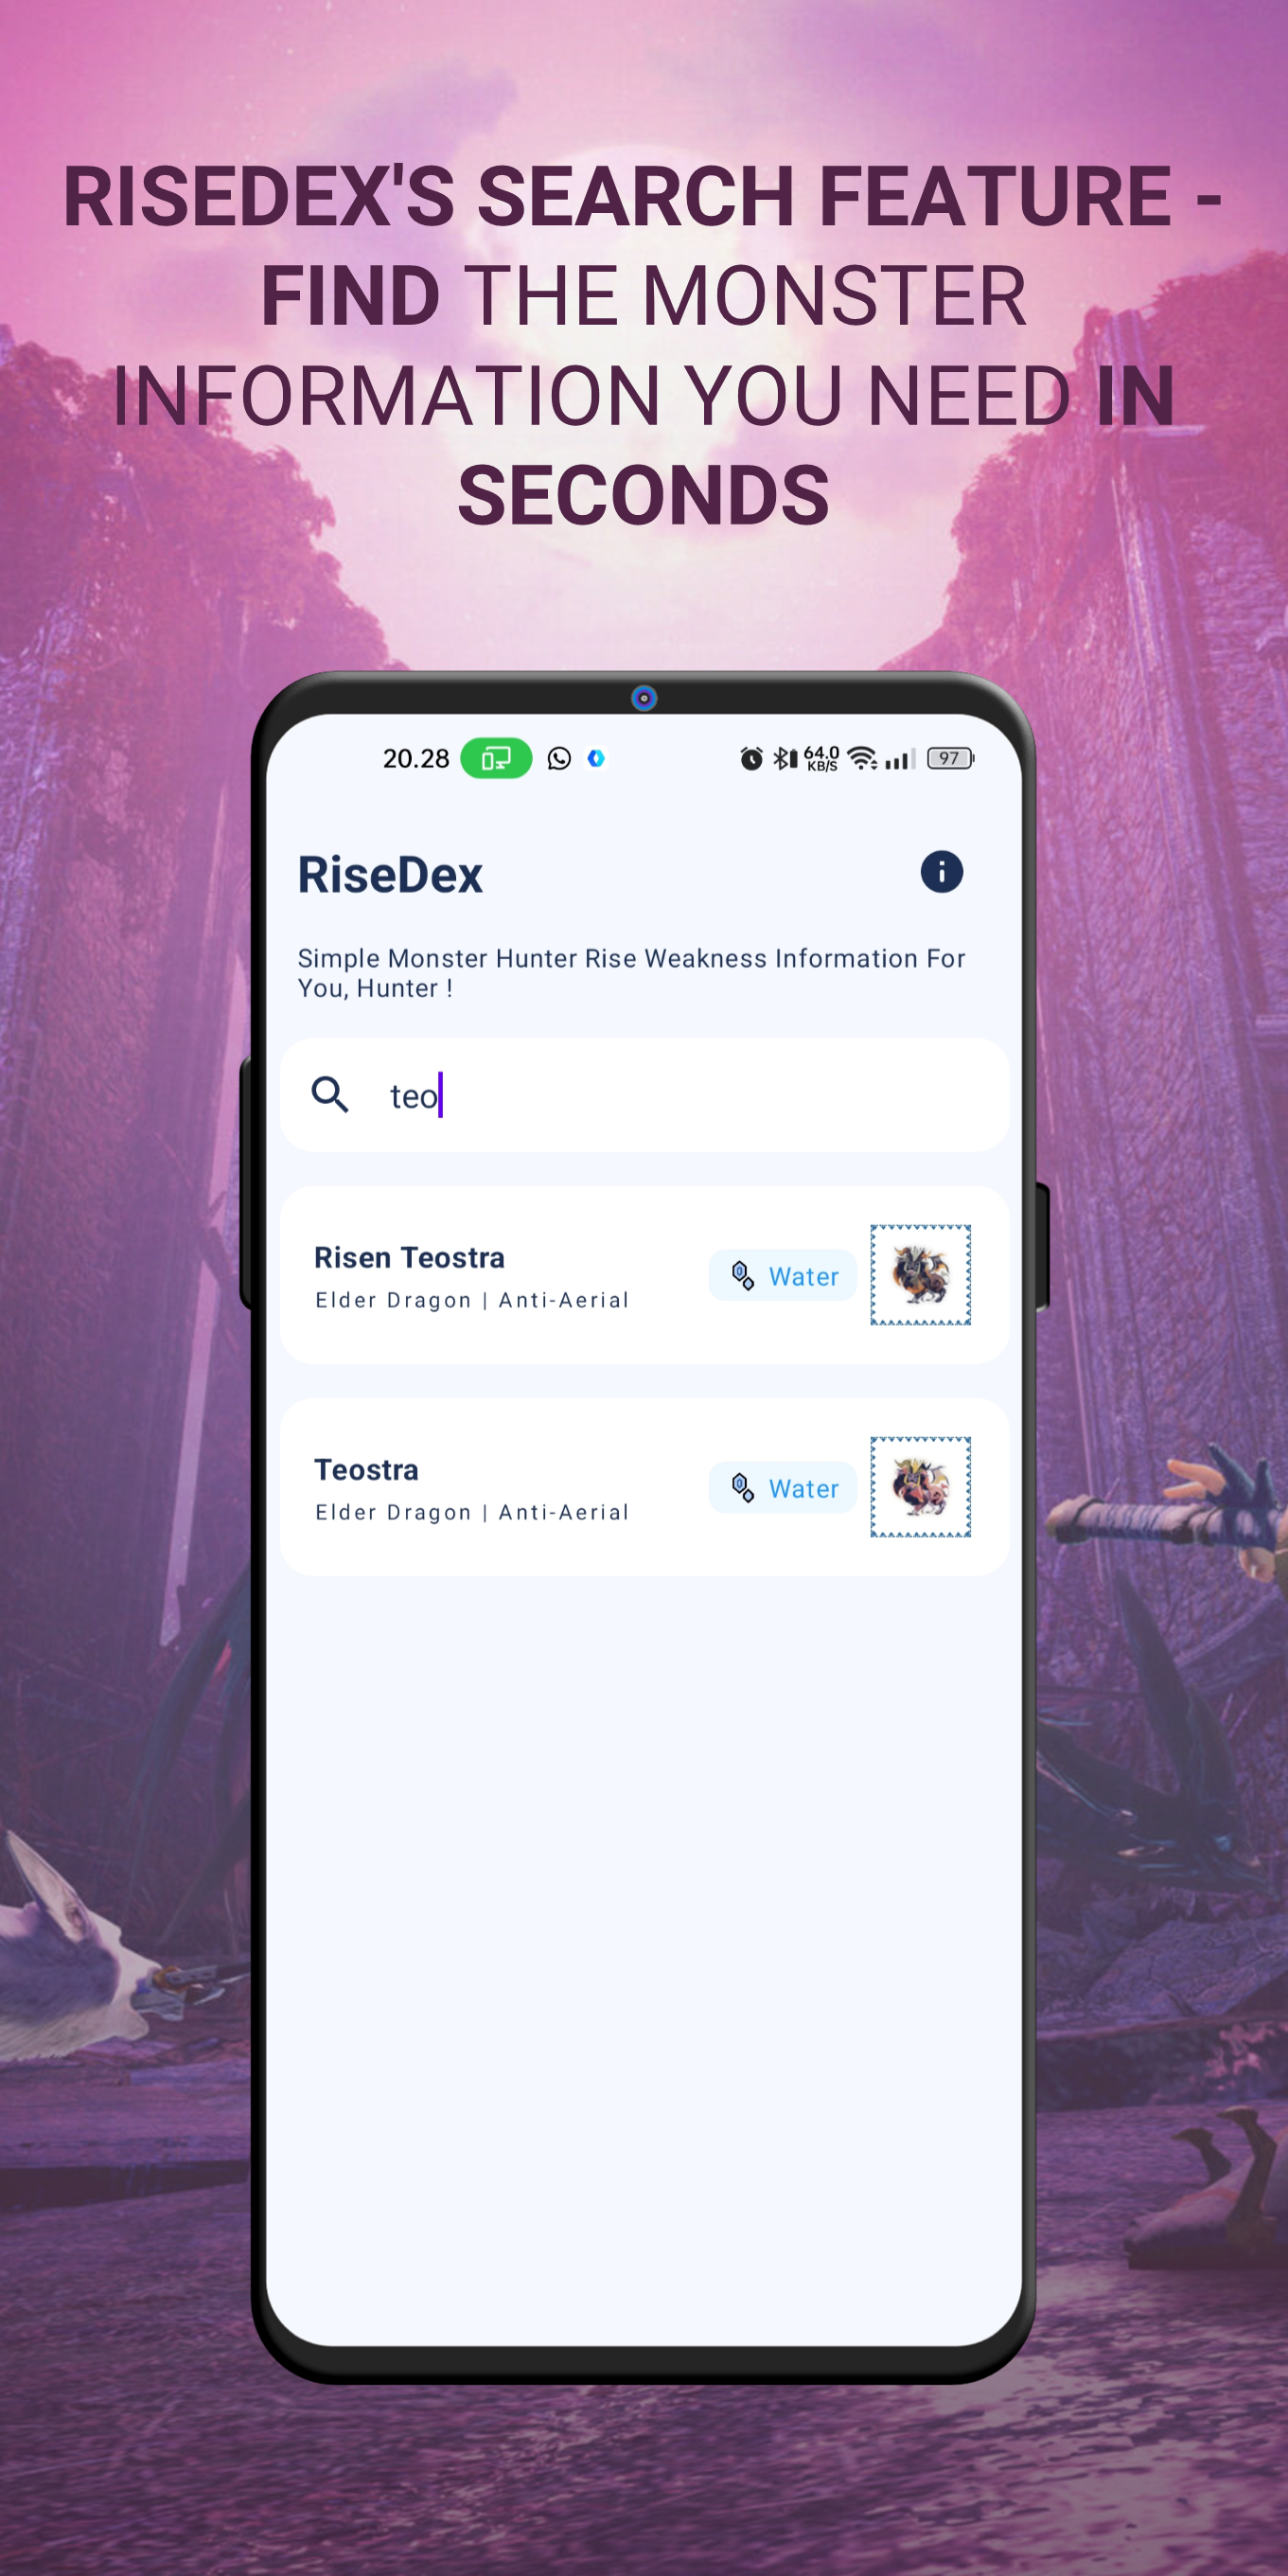 RISEDEX'S SEARCH FEATURE -
FIND THE MONSTER
INFORMATION YOU NEED IN
SECONDS
20.28
64.0
KB/S
97
RiseDex
Simple Monster Hunter Rise Weakness Information For
You, Hunter !
teo
Risen Teostra
Elder Dragon | Anti-Aerial
Water
Teostra
Elder Dragon | Anti-Aerial
Water